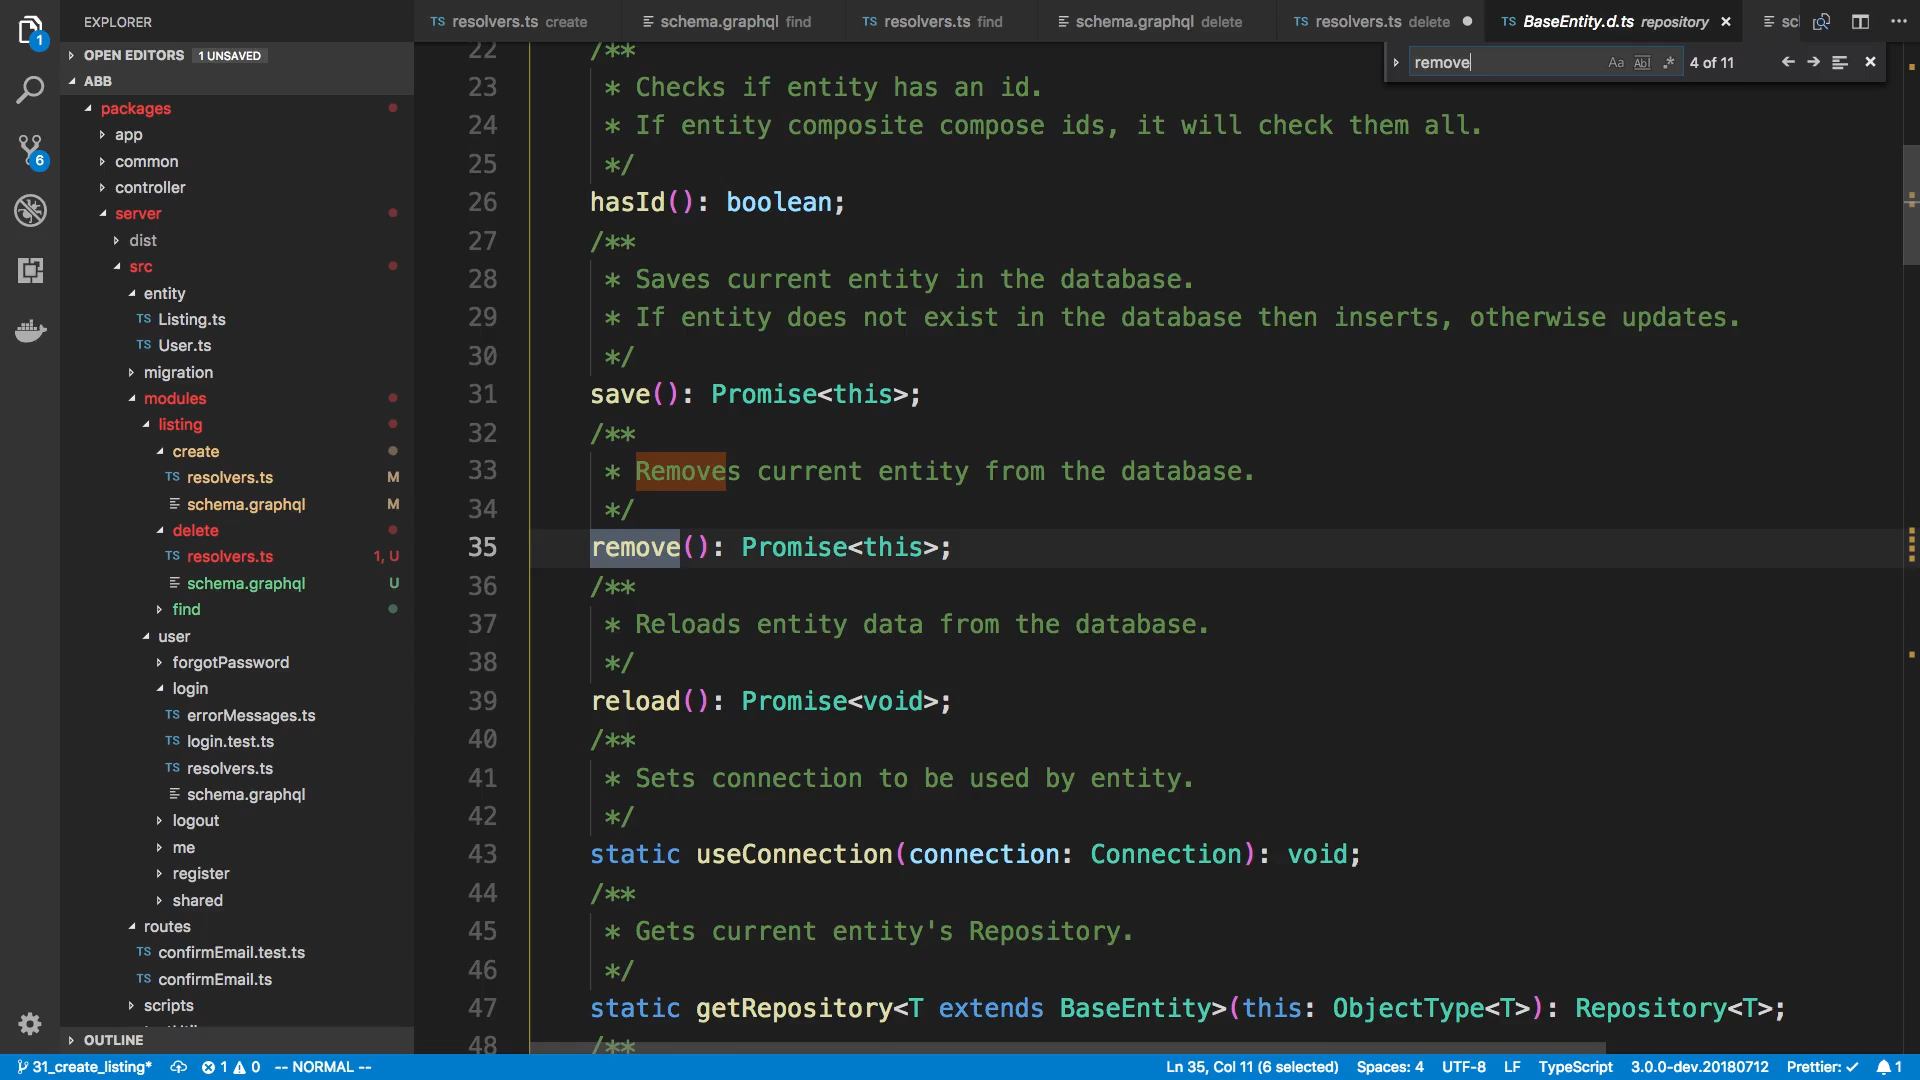 EXPLORER
OPEN EDITORS 1 UNSAVED
ABB
packages
app
common
controller
server
dist
src
entity
TS Listing.ts
TS User.ts
migration
modules
listing
create
TS resolvers.ts M
schema.graphql M
delete
TS resolvers.ts 1, U
schema.graphql U
find
user
forgotPassword
login
TS errorMessages.ts
TS login.test.ts
TS resolvers.ts
schema.graphql
logout
me
register
shared
routes
TS confirmEmail.test.ts
TS confirmEmail.ts
scripts
OUTLINE
1
6
TS resolvers.ts create
schema.graphql find
TS resolvers.ts find
schema.graphql delete
TS resolvers.ts delete
TS BaseEntity.d.ts repository
remove Aa Abl .* 4 of 11
22 /**
23 * Checks if entity has an id.
24 * If entity composite compose ids, it will check them all.
25 */
26 hasId(): boolean;
27 /**
28 * Saves current entity in the database.
29 * If entity does not exist in the database then inserts, otherwise updates.
30 */
31 save(): Promise<this>;
32 /**
33 * Removes current entity from the database.
34 */
35 remove(): Promise<this>;
36 /**
37 * Reloads entity data from the database.
38 */
39 reload(): Promise<void>;
40 /**
41 * Sets connection to be used by entity.
42 */
43 static useConnection(connection: Connection): void;
44 /**
45 * Gets current entity's Repository.
46 */
47 static getRepository<T extends BaseEntity>(this: ObjectType<T>): Repository<T>;
48 /**
31_create_listing* 1 0 -- NORMAL -- Ln 35, Col 11 (6 selected) Spaces: 4 UTF-8 LF TypeScript 3.0.0-dev.20180712 Prettier: ✓ 1